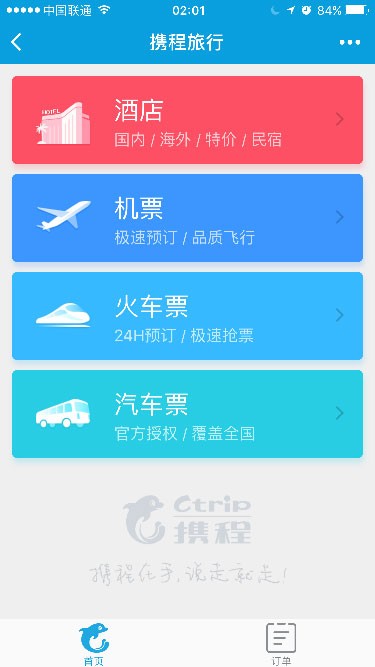 中国联通
02:01
84%
携程旅行
HOTEL
酒店
国内 / 海外 / 特价 / 民宿
机票
极速预订 / 品质飞行
火车票
24H预订 / 极速抢票
汽车票
官方授权 / 覆盖全国
Ctrip
携程
携程在手,说走就走!
首页
订单